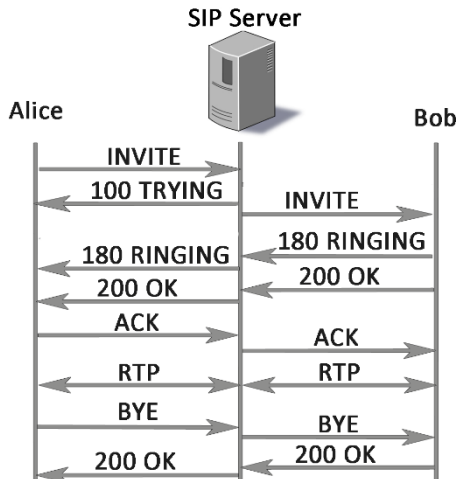 SIP Server
Alice
Bob
INVITE
100 TRYING
INVITE
180 RINGING
180 RINGING
200 OK
200 OK
ACK
ACK
RTP
RTP
BYE
BYE
200 OK
200 OK